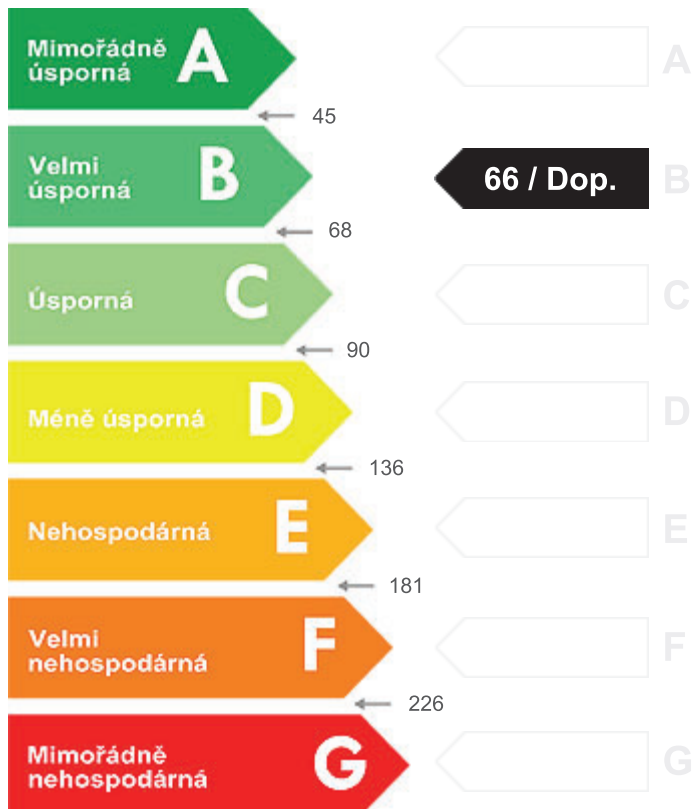 Mimořádně
úsporná
A
A
45
Velmi
úsporná
B
66 / Dop.
B
68
Úsporná
C
C
90
Méně úsporná
D
D
136
Nehospodárná
E
E
181
Velmi
nehospodárná
F
F
226
Mimořádně
nehospodárná
G
G